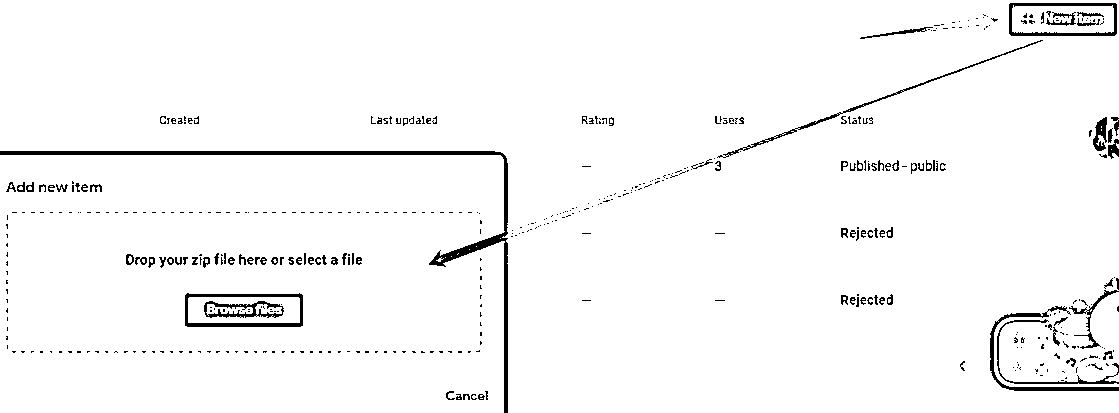 New item
Created Last updated Rating Users Status
— 3 Published - public
Add new item
— — Rejected
Drop your zip file here or select a file
— — Rejected
Browse files
Cancel